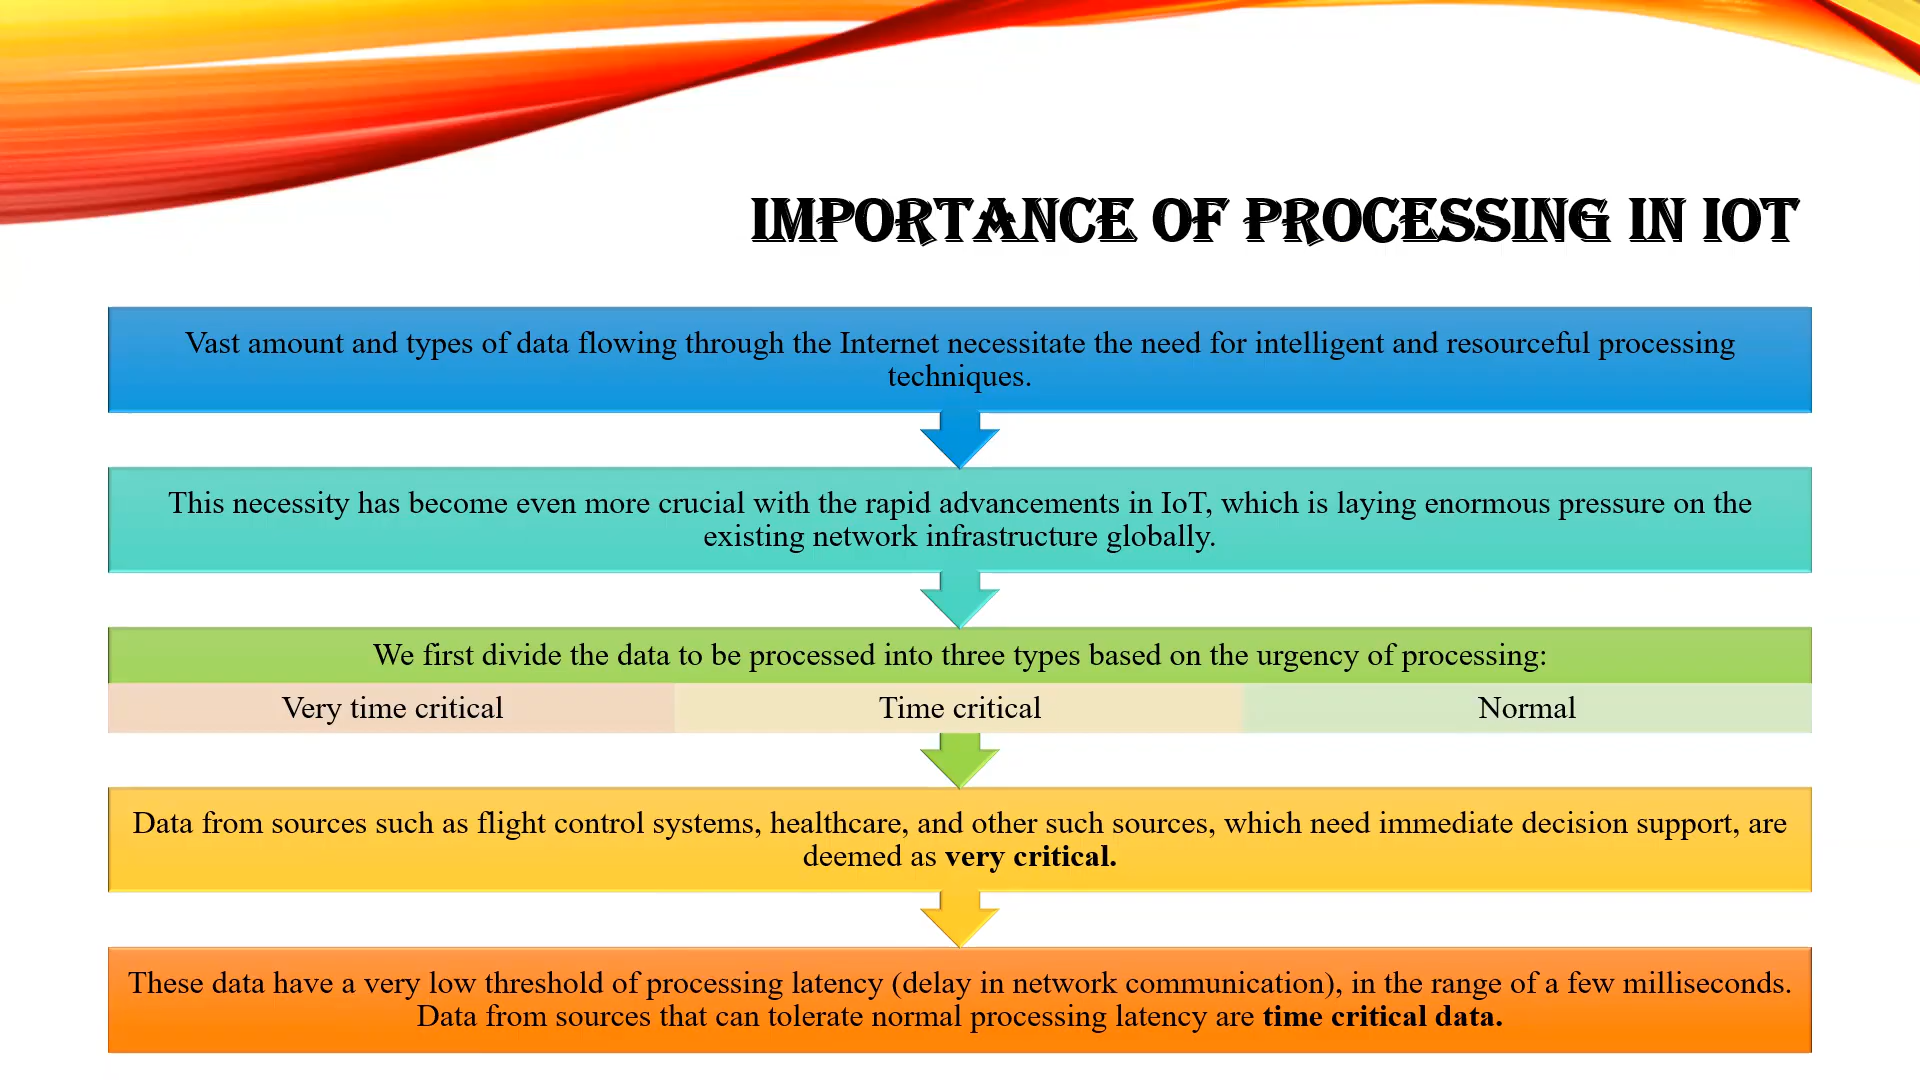 IMPORTANCE OF PROCESSING IN IOT
Vast amount and types of data flowing through the Internet necessitate the need for intelligent and resourceful processing
techniques.
This necessity has become even more crucial with the rapid advancements in IoT, which is laying enormous pressure on the
existing network infrastructure globally.
We first divide the data to be processed into three types based on the urgency of processing:
Very time critical
Time critical
Normal
Data from sources such as flight control systems, healthcare, and other such sources, which need immediate decision support, are
deemed as very critical.
These data have a very low threshold of processing latency (delay in network communication), in the range of a few milliseconds.
Data from sources that can tolerate normal processing latency are time critical data.